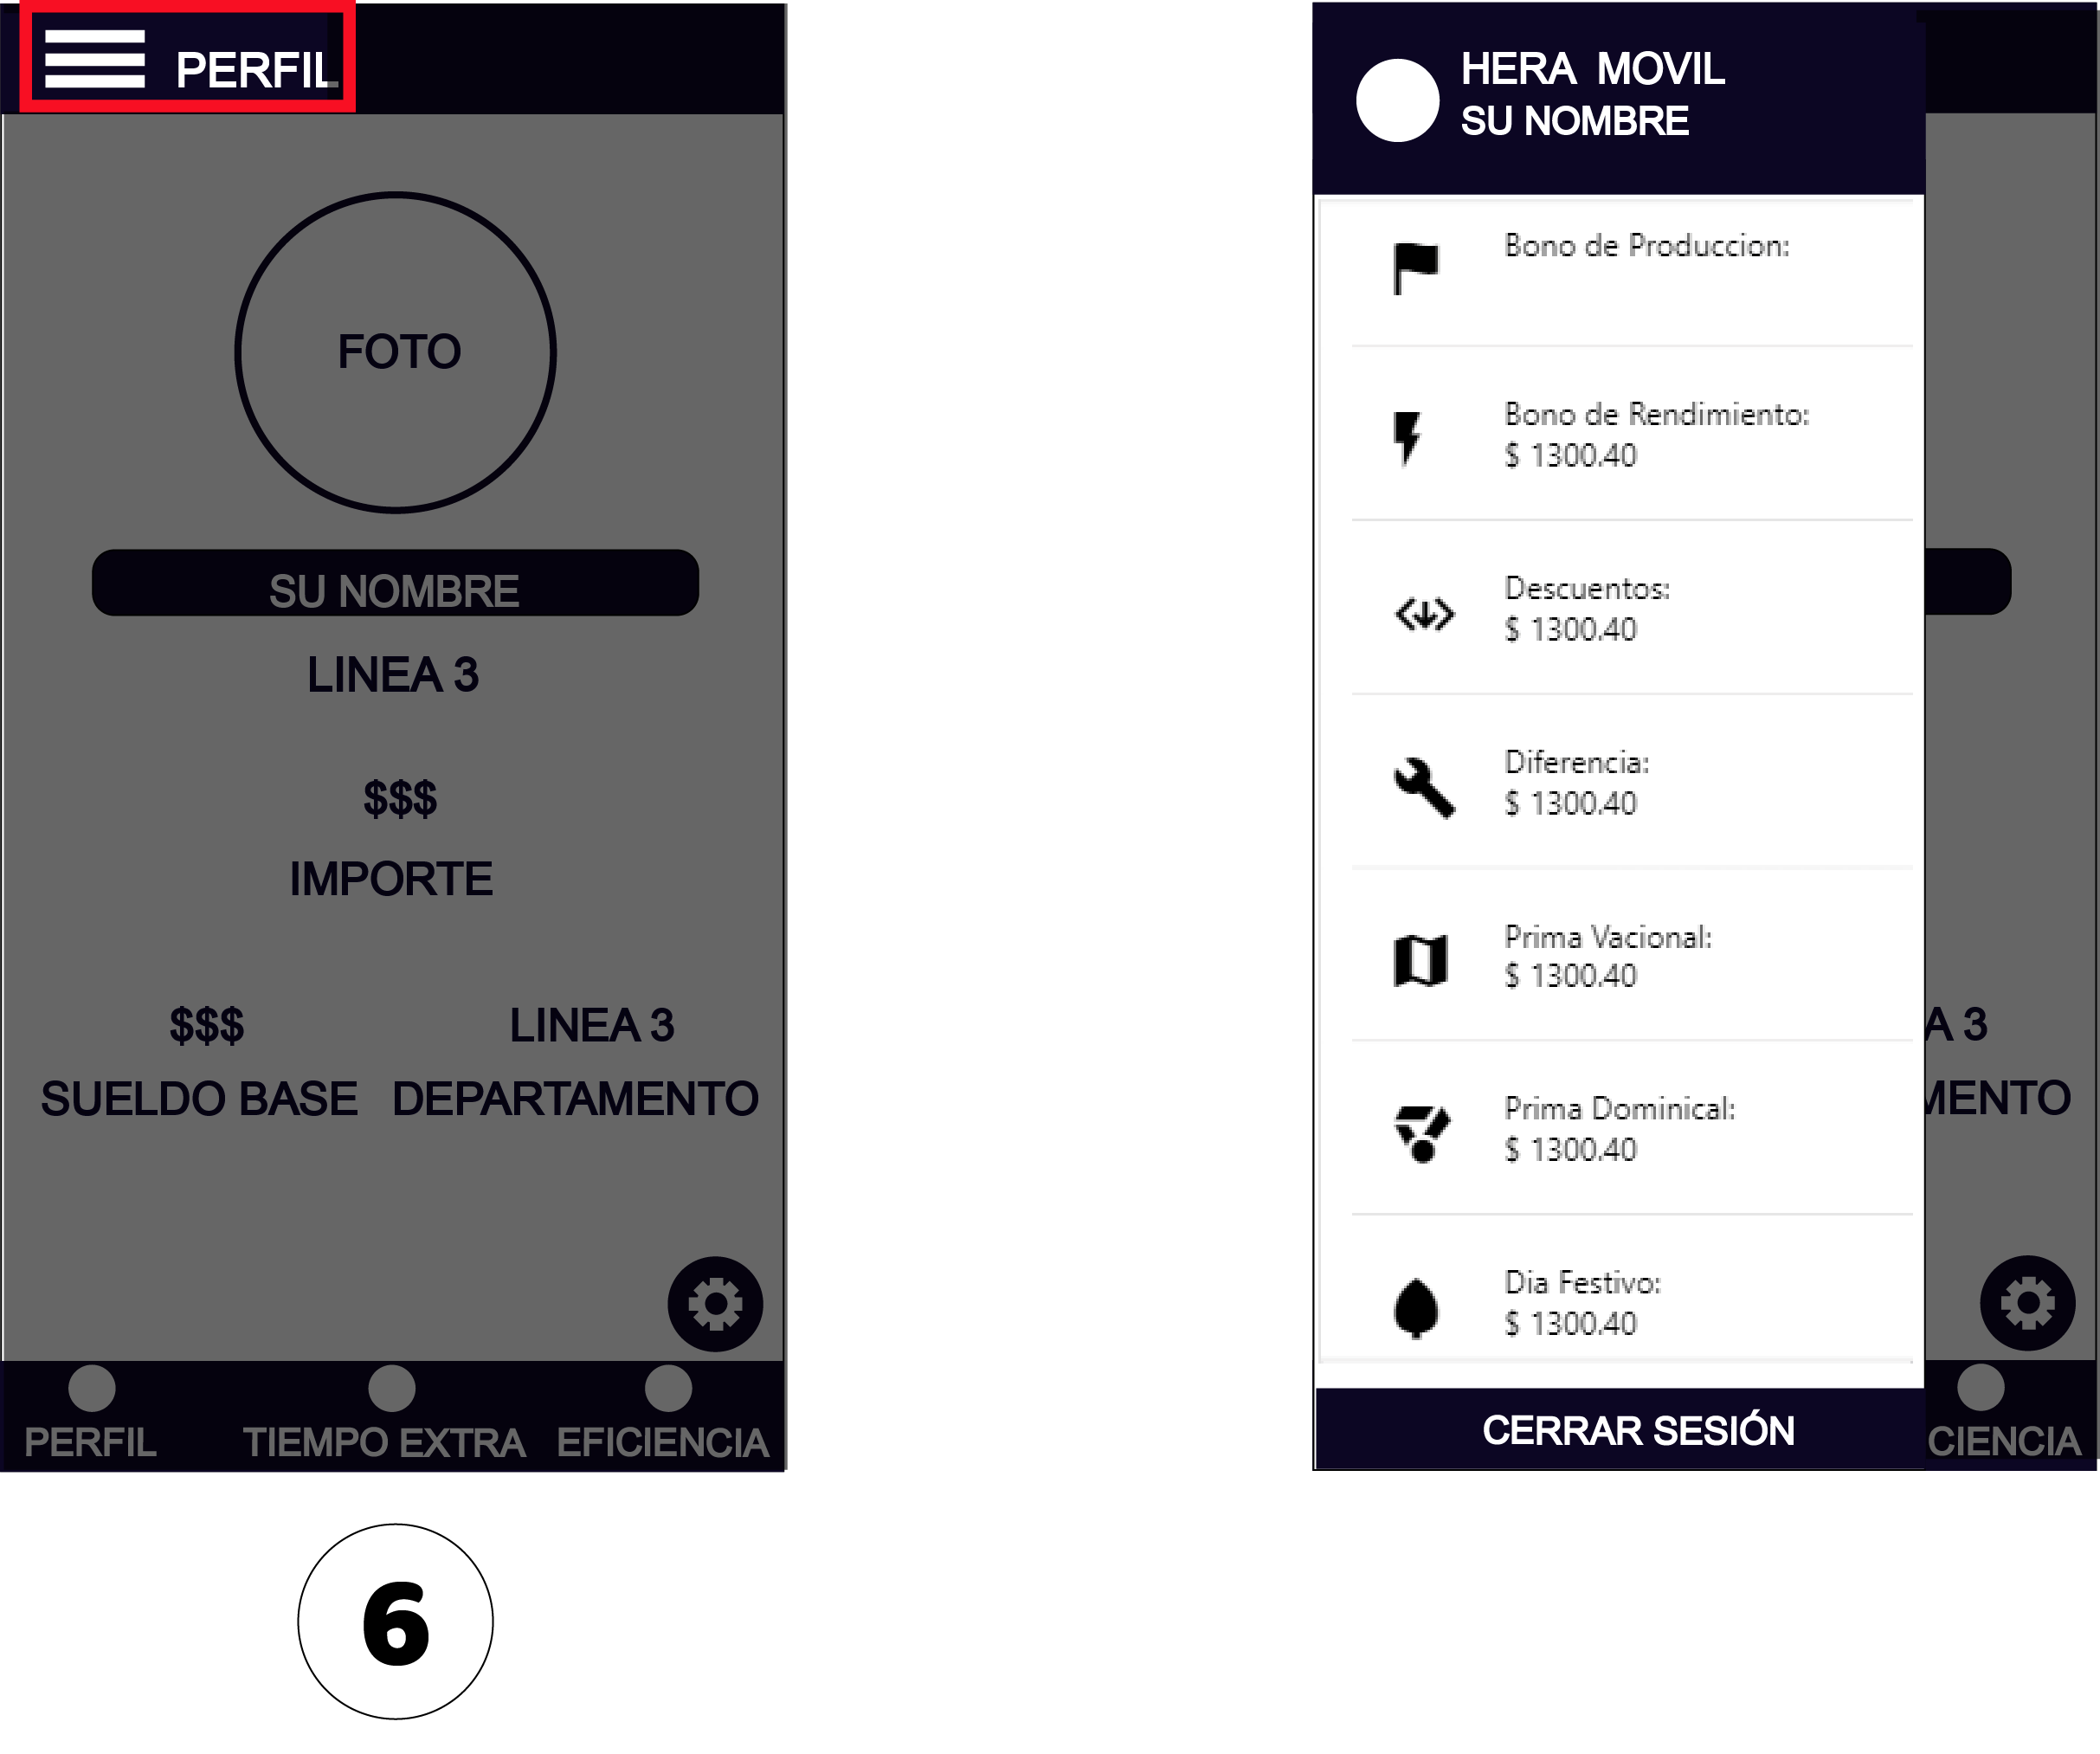 PERFIL
FOTO
SU NOMBRE
LINEA 3
$$$
IMPORTE
$$$ LINEA 3
SUELDO BASE DEPARTAMENTO
PERFIL TIEMPO EXTRA EFICIENCIA
6
HERA MOVIL
SU NOMBRE
Bono de Produccion:
Bono de Rendimiento:
$ 1300.40
Descuentos:
$ 1300.40
Diferencia:
$ 1300.40
Prima Vacional:
$ 1300.40
Prima Dominical:
$ 1300.40
Dia Festivo:
$ 1300.40
CERRAR SESIÓN
A 3
MENTO
CIENCIA